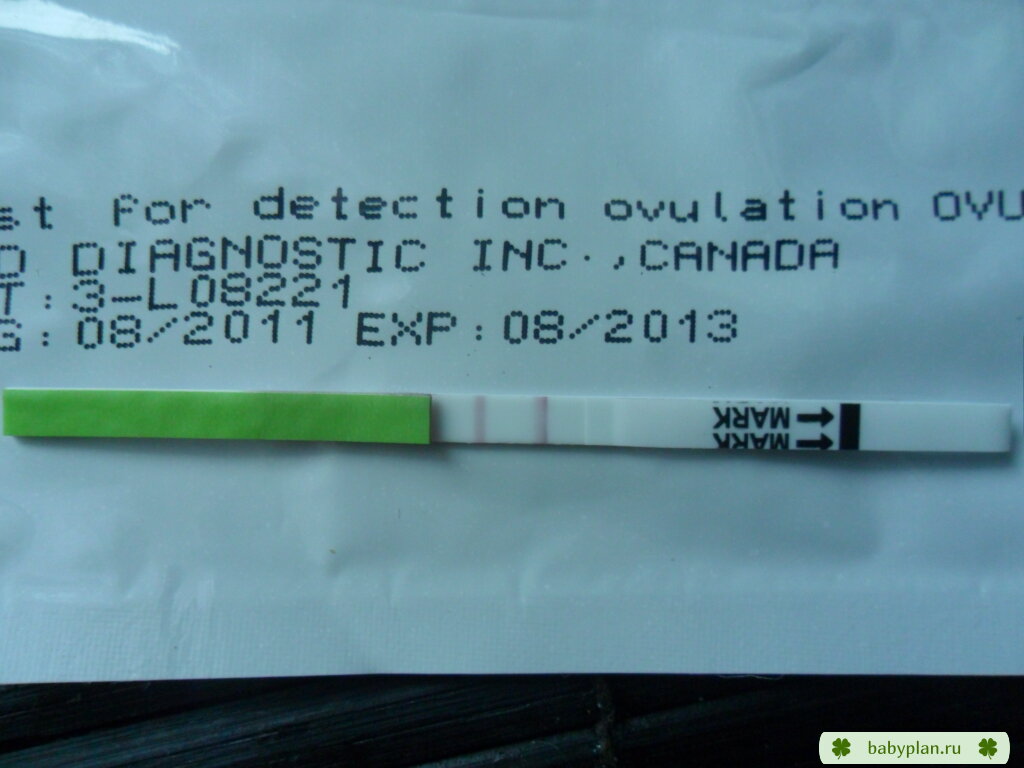 st for detection ovulation OVU
D DIAGNOSTIC INC.,CANADA
T:3-L08221
G:08/2011 EXP:08/2013
MARK
MARK
babyplan.ru